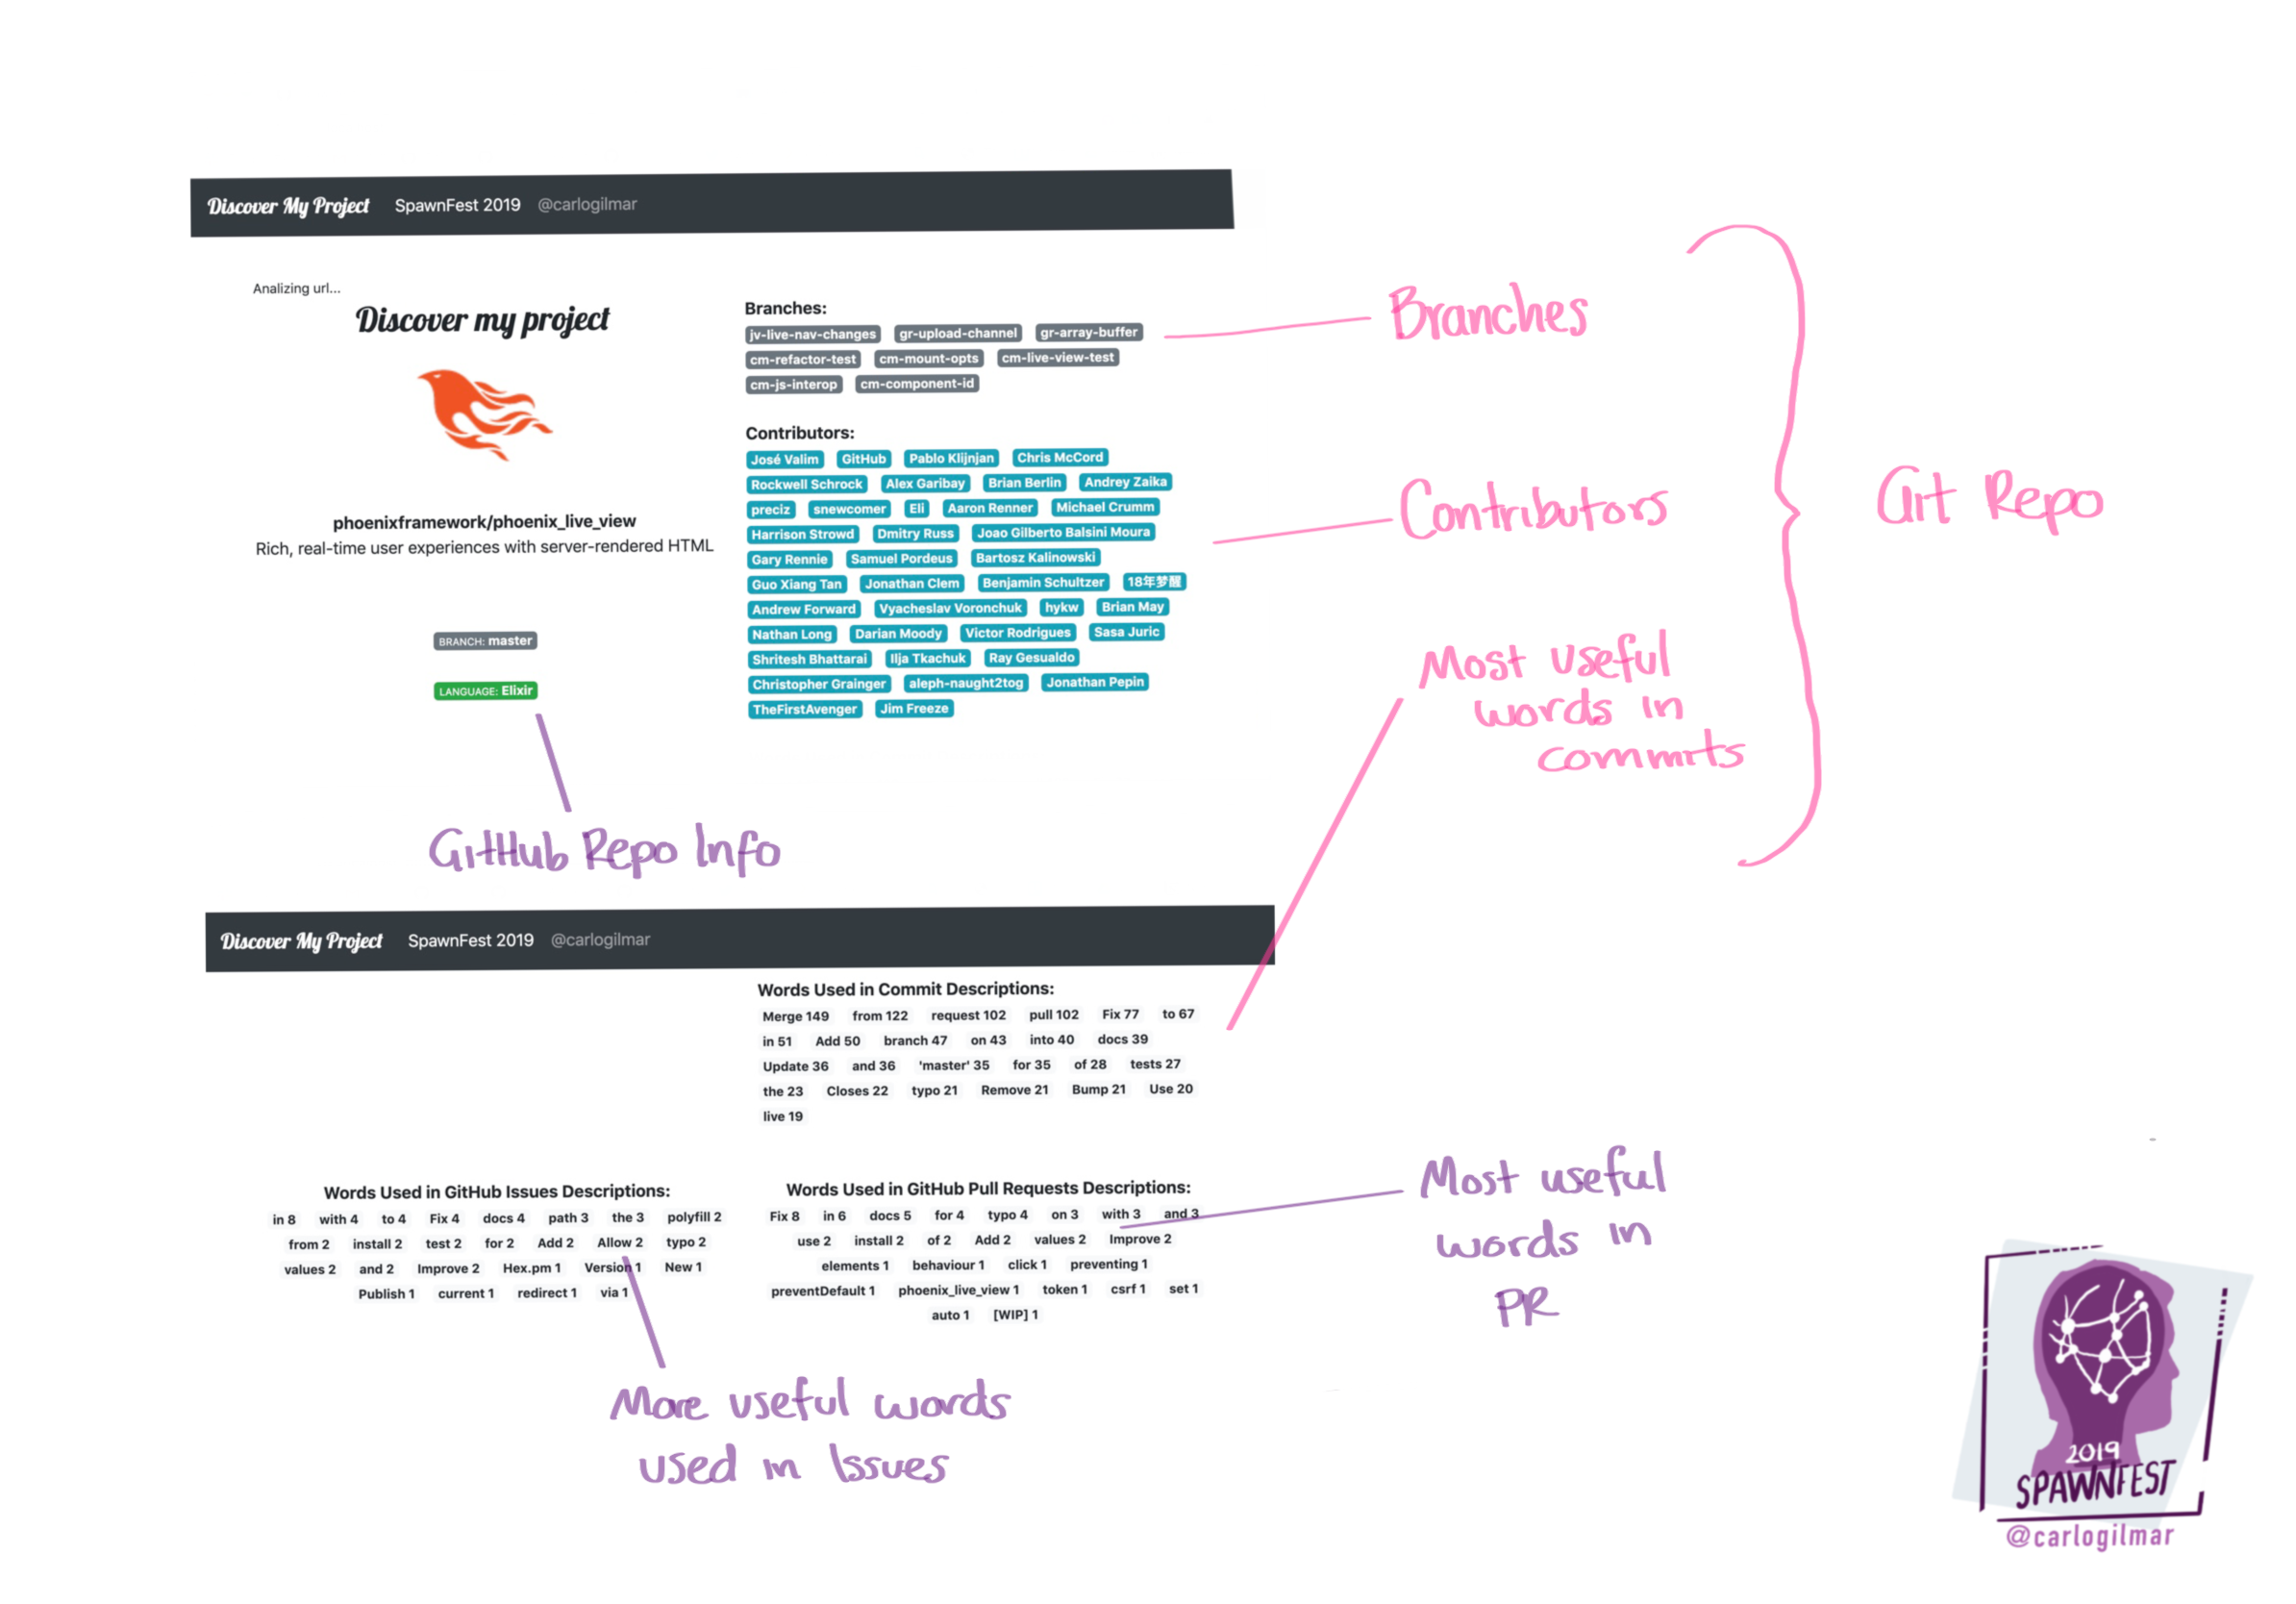 Discover My Project SpawnFest 2019 @carlogilmar
Analizing url...
Discover my project
phoenixframework/phoenix_live_view
Rich, real-time user experiences with server-rendered HTML
BRANCH: master
LANGUAGE: Elixir
GitHub Repo Info
Branches:
jv-live-nav-changes gr-upload-channel gr-array-buffer
cm-refactor-test cm-mount-opts cm-live-view-test
cm-js-interop cm-component-id
Contributors:
José Valim GitHub Pablo Klijnjan Chris McCord
Rockwell Schrock Alex Garibay Brian Berlin Andrey Zaika
preciz snewcomer Eli Aaron Renner Michael Crumm
Harrison Strowd Dmitry Russ Joao Gilberto Balsini Moura
Gary Rennie Samuel Pordeus Bartosz Kalinowski
Guo Xiang Tan Jonathan Clem Benjamin Schultzer 18年梦醒
Andrew Forward Vyacheslav Voronchuk hykw Brian May
Nathan Long Darian Moody Victor Rodrigues Sasa Juric
Shritesh Bhattarai Ilja Tkachuk Ray Gesualdo
Christopher Grainger aleph-naught2tog Jonathan Pepin
TheFirstAvenger Jim Freeze
Branches
Contributors
Most useful
words in
commits
Git Repo
Discover My Project SpawnFest 2019 @carlogilmar
Words Used in Commit Descriptions:
Merge 149 from 122 request 102 pull 102 Fix 77 to 67
in 51 Add 50 branch 47 on 43 into 40 docs 39
Update 36 and 36 'master' 35 for 35 of 28 tests 27
the 23 Closes 22 typo 21 Remove 21 Bump 21 Use 20
live 19
Words Used in GitHub Issues Descriptions:
in 8 with 4 to 4 Fix 4 docs 4 path 3 the 3 polyfill 2
from 2 install 2 test 2 for 2 Add 2 Allow 2 typo 2
values 2 and 2 Improve 2 Hex.pm 1 Version 1 New 1
Publish 1 current 1 redirect 1 via 1
Words Used in GitHub Pull Requests Descriptions:
Fix 8 in 6 docs 5 for 4 typo 4 on 3 with 3 and 3
use 2 install 2 of 2 Add 2 values 2 Improve 2
elements 1 behaviour 1 click 1 preventing 1
preventDefault 1 phoenix_live_view 1 token 1 csrf 1 set 1
auto 1 [WIP] 1
Most useful
words in
PR
More useful words
used in Issues
2019
SPAWNFEST
@carlogilmar